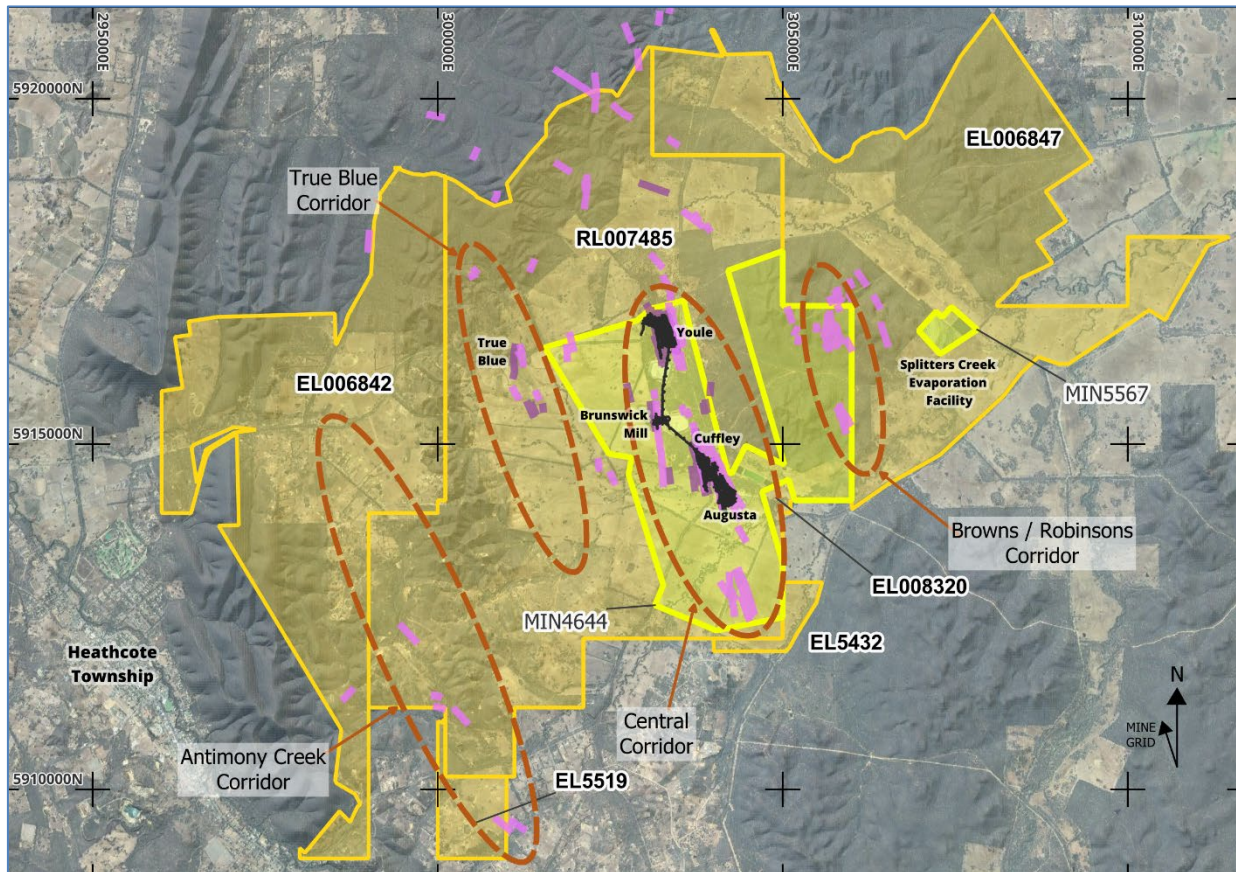 295000E
300000E
305000E
310000E
5920000N
EL006847
True Blue
Corridor
RL007485
Youle
True
Blue
Splitters Creek
Evaporation
Facility
MIN5567
EL006842
Brunswick
Mill
Cuffley
5915000N
Augusta
Browns / Robinsons
Corridor
EL008320
MIN4644
EL5432
Heathcote
Township
N
MINE
GRID
Central
Corridor
Antimony Creek
Corridor
EL5519
5910000N